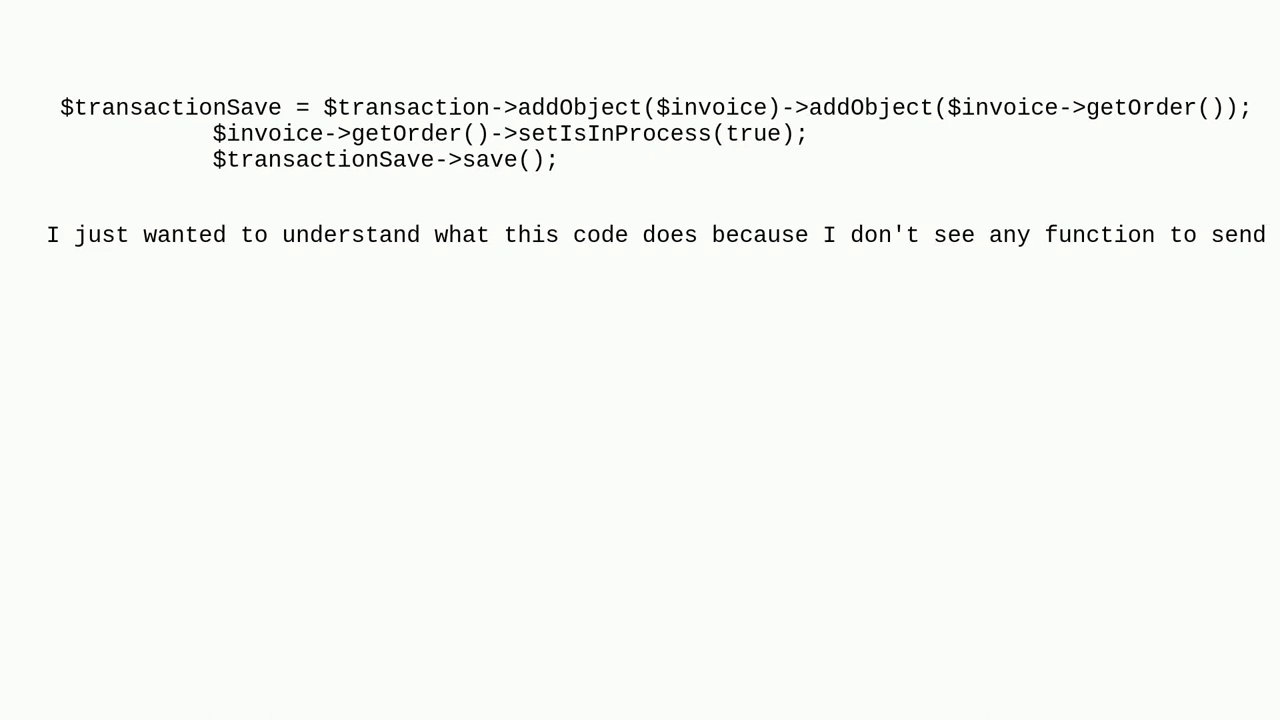 $transactionSave = $transaction->addObject($invoice)->addObject($invoice->getOrder());
$invoice->getOrder()->setIsInProcess(true);
$transactionSave->save();
I just wanted to understand what this code does because I don't see any function to send